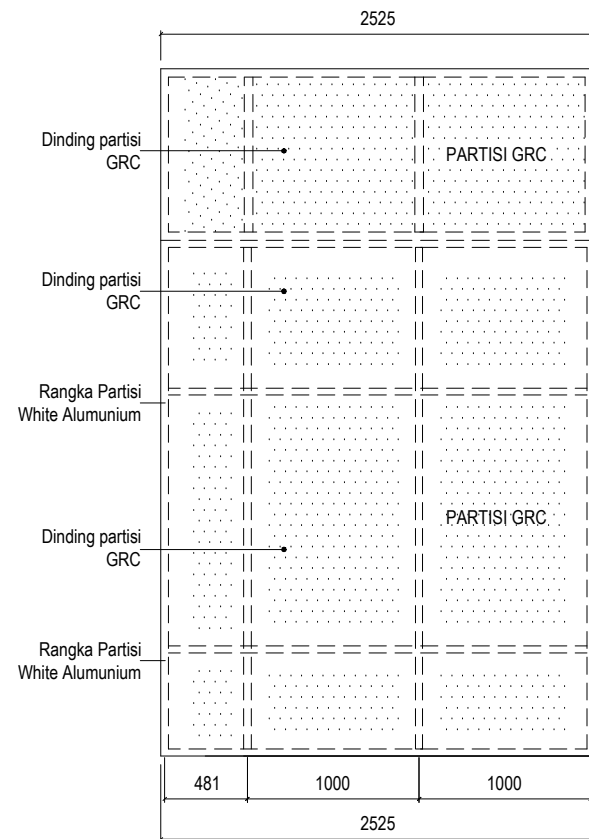 2525
Dinding partisi
GRC
PARTISI GRC
Dinding partisi
GRC
Rangka Partisi
White Alumunium
PARTISI GRC
Dinding partisi
GRC
Rangka Partisi
White Alumunium
481
1000
1000
2525